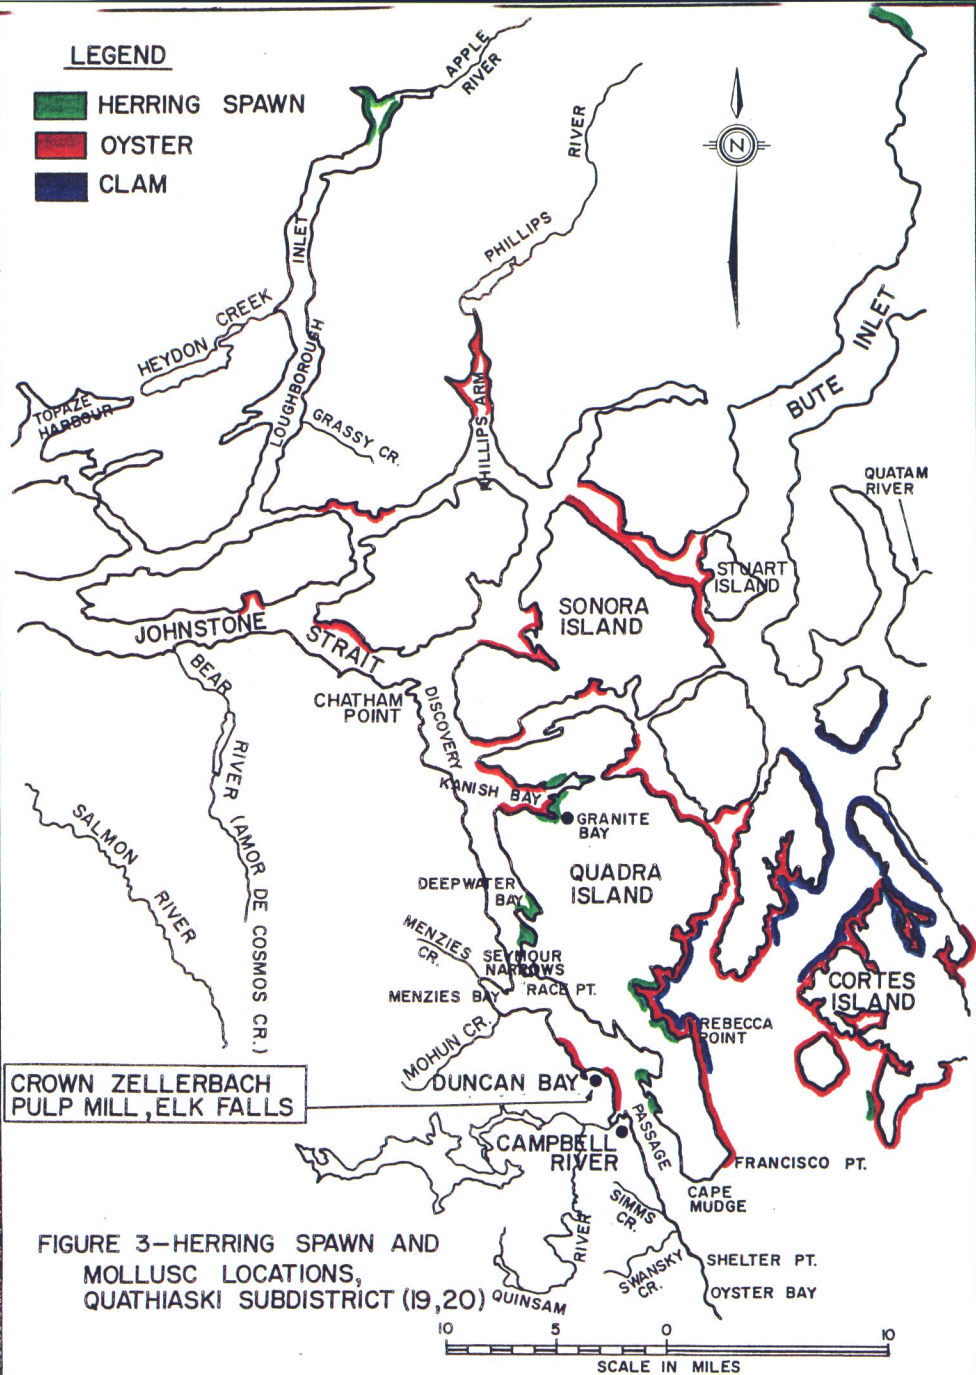 LEGEND
HERRING SPAWN
OYSTER
CLAM
APPLE
RIVER
RIVER
PHILLIPS
N
INLET
LOUGHBOROUGH
HEYDON CREEK
TOPAZE
HARBOUR
GRASSY CR.
PHILLIPS ARM
BUTE INLET
QUATAM
RIVER
STUART
ISLAND
SONORA
ISLAND
JOHNSTONE
STRAIT
BEAR
RIVER (AMOR DE COSMOS CR.)
CHATHAM
POINT
DISCOVERY
KANISH BAY
GRANITE
BAY
SALMON
RIVER
QUADRA
ISLAND
DEEPWATER
BAY
MENZIES
CR.
SEYMOUR
NARROWS
MENZIES BAY
RACE PT.
CORTES
ISLAND
REBECCA
POINT
MOHUN CR.
CROWN ZELLERBACH
PULP MILL, ELK FALLS
DUNCAN BAY
PASSAGE
CAMPBELL
RIVER
FRANCISCO PT.
CAPE
MUDGE
SIMMS
CR.
RIVER
QUINSAM
SWANSKY
CR.
SHELTER PT.
OYSTER BAY
FIGURE 3-HERRING SPAWN AND
MOLLUSC LOCATIONS,
QUATHIASKI SUBDISTRICT (19,20)
10 5 0 10
SCALE IN MILES